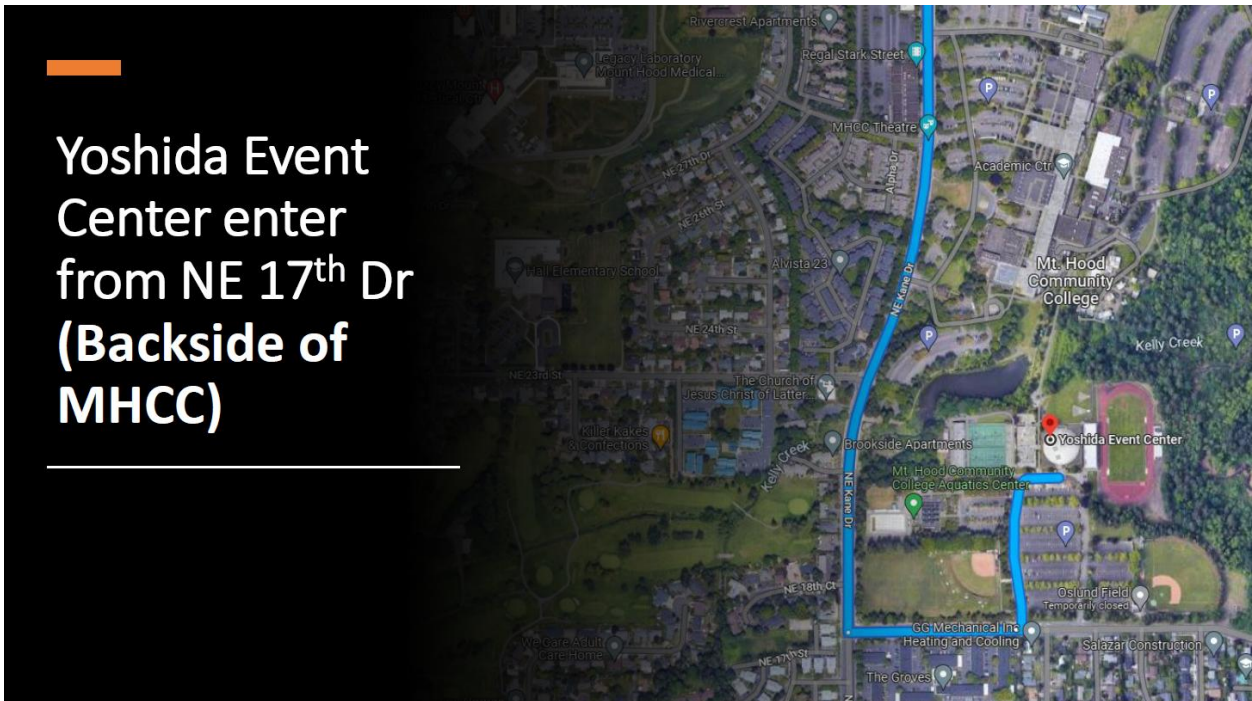 Yoshida Event
Center enter
from NE 17th Dr
(Backside of
MHCC)
Rivercrest Apartments
Regal Stark Street
Legacy Laboratory
Mount Hood Medical...
H
P
P
MHCC Theatre
Academic Ctr
NE 27th Dr
Alpha Dr
NE 26th St
Hall Elementary School
Alvista 23
Mt. Hood
Community
College
NE Kane Dr
NE 24th St
P
P
Kelly Creek
NE 23rd St
The Church of
Jesus Christ of Latter...
Killer Kakes
& Confections
Brookside Apartments
Yoshida Event Center
Kelly Creek
Mt. Hood Community
College Aquatics Center
NE Kane Dr
P
NE 18th Ct
Oslund Field
Temporarily closed
GG Mechanical Inc
Heating and Cooling
Salazar Construction
We Care Adult
Care Home
NE 17th St
The Groves
N